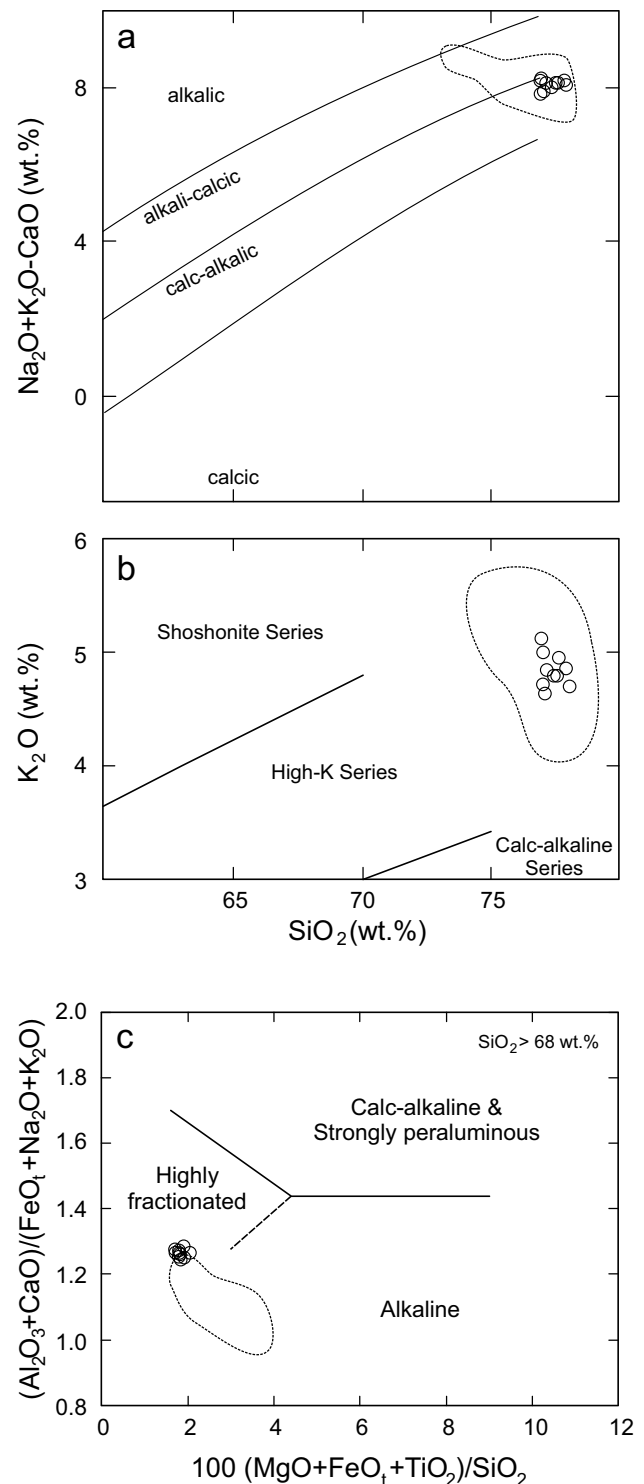 a
8
4
0
Na₂O+K₂O-CaO (wt.%)
alkalic
alkali-calcic
calc-alkalic
calcic
b
6
5
4
3
K₂O (wt.%)
Shoshonite Series
High-K Series
Calc-alkaline
Series
65
70
75
SiO₂(wt.%)
c
2.0
1.8
1.6
1.4
1.2
1.0
0.8
(Al₂O₃+CaO)/(FeOₜ+Na₂O+K₂O)
SiO₂> 68 wt.%
Calc-alkaline &
Strongly peraluminous
Highly
fractionated
Alkaline
0
2
4
6
8
10
12
100 (MgO+FeOₜ+TiO₂)/SiO₂